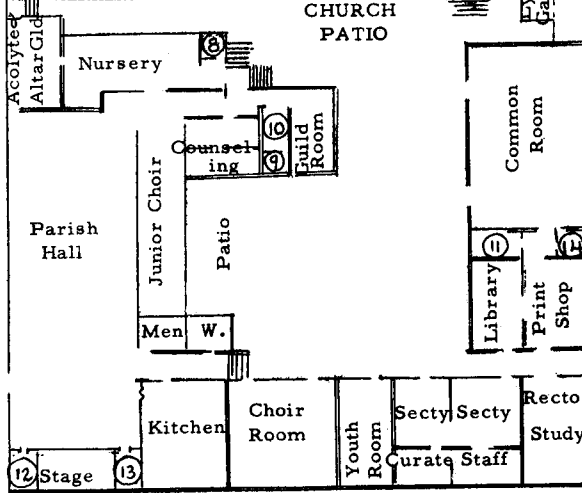 CHURCH
PATIO
Acolytes
Altar Gld
Nursery
8
Common
Room
10
Counsel-
ing
9
Guild
Room
Junior Choir
Parish
Hall
Patio
11
Library
Print
Shop
Men
W.
Kitchen
Choir
Room
Youth
Room
Secty
Secty
Curate
Staff
Recto
Study
12
Stage
13